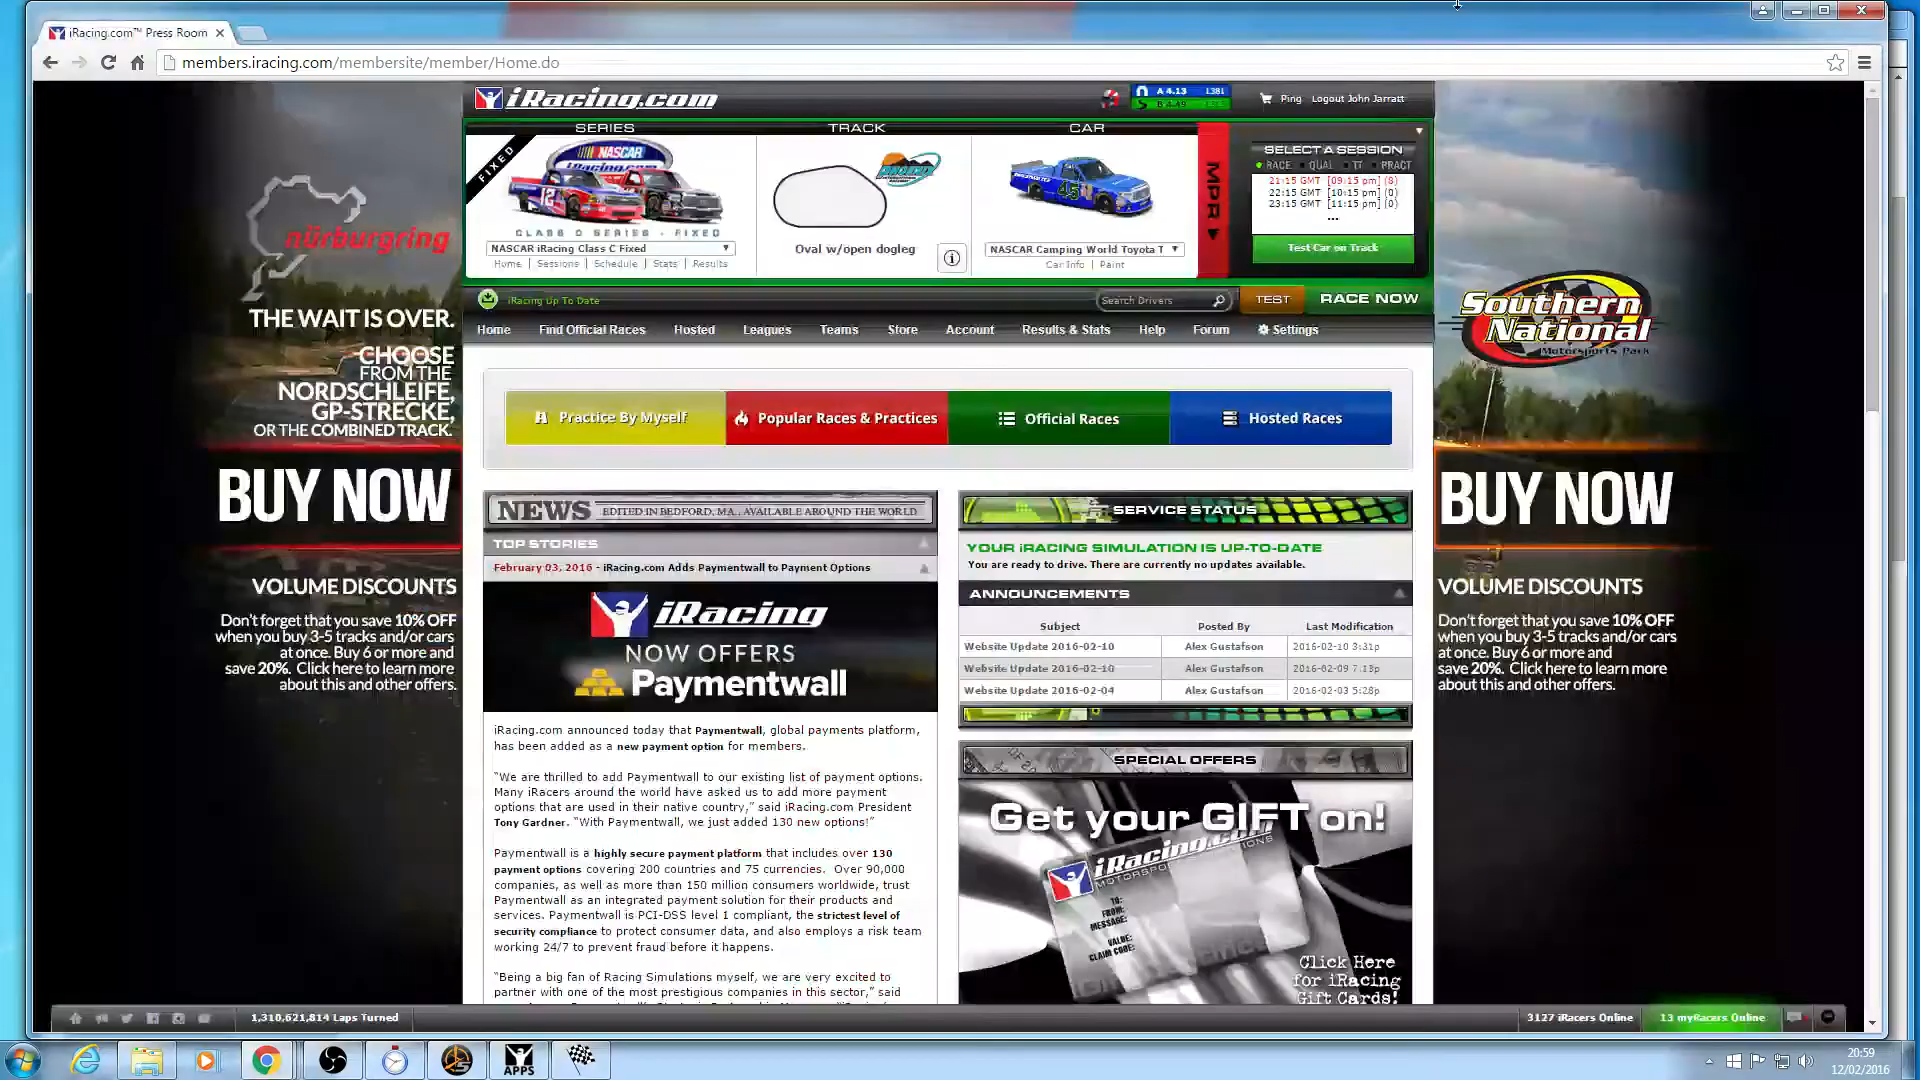 iRacing.com™ Press Room
members.iracing.com/membersite/member/Home.do
iRacing.com
A 4.13 1381
B 4.49
Ping Logout John Jarratt
SERIES TRACK CAR
FIXED
NASCAR
iRacing.com
CLASS C SERIES - FIXED
NASCAR iRacing Class C Fixed
Home | Sessions | Schedule | Stats | Results
Oval w/open dogleg
NASCAR Camping World Toyota T
Car Info | Paint
MPR
SELECT A SESSION
RACE QUAL TT PRACT
21:15 GMT [09:15 pm] (8)
22:15 GMT [10:15 pm] (0)
23:15 GMT [11:15 pm] (0)
...
Test Car on Track
iRacing Up To Date
Search Drivers
TEST
RACE NOW
Home Find Official Races Hosted Leagues Teams Store Account Results & Stats Help Forum Settings
Practice By Myself
Popular Races & Practices
Official Races
Hosted Races
nürburgring
THE WAIT IS OVER.
CHOOSE
FROM THE
NORDSCHLEIFE,
GP-STRECKE,
OR THE COMBINED TRACK.
BUY NOW
VOLUME DISCOUNTS
Don't forget that you save 10% OFF
when you buy 3-5 tracks and/or cars
at once. Buy 6 or more and
save 20%. Click here to learn more
about this and other offers.
NEWS EDITED IN BEDFORD, MA., AVAILABLE AROUND THE WORLD
TOP STORIES
February 03, 2016 - iRacing.com Adds Paymentwall to Payment Options
iRacing
NOW OFFERS
Paymentwall
iRacing.com announced today that Paymentwall, global payments platform,
has been added as a new payment option for members.
"We are thrilled to add Paymentwall to our existing list of payment options.
Many iRacers around the world have asked us to add more payment
options that are used in their native country," said iRacing.com President
Tony Gardner. "With Paymentwall, we just added 130 new options!"
Paymentwall is a highly secure payment platform that includes over 130
payment options covering 200 countries and 75 currencies. Over 90,000
companies, as well as more than 150 million consumers worldwide, trust
Paymentwall as an integrated payment solution for their products and
services. Paymentwall is PCI-DSS level 1 compliant, the strictest level of
security compliance to protect consumer data, and also employs a risk team
working 24/7 to prevent fraud before it happens.
"Being a big fan of Racing Simulations myself, we are very excited to
partner with one of the most prestigious companies in this sector," said
SERVICE STATUS
YOUR iRACING SIMULATION IS UP-TO-DATE
You are ready to drive. There are currently no updates available.
ANNOUNCEMENTS
Subject Posted By Last Modification
Website Update 2016-02-10 Alex Gustafson 2016-02-10 3:31p
Website Update 2016-02-10 Alex Gustafson 2016-02-09 7:13p
Website Update 2016-02-04 Alex Gustafson 2016-02-03 5:28p
SPECIAL OFFERS
Get your GIFT on!
iRacing.com
MOTORSPORT SIMULATIONS
TO:
FROM:
MESSAGE:
VALUE:
CLAIM CODE:
Click Here
for iRacing
Gift Cards!
Southern
National
Motorsports Park
BUY NOW
VOLUME DISCOUNTS
Don't forget that you save 10% OFF
when you buy 3-5 tracks and/or cars
at once. Buy 6 or more and
save 20%. Click here to learn more
about this and other offers.
1,310,621,814 Laps Turned
3127 iRacers Online
13 myRacers Online
APPS
20:59
12/02/2016